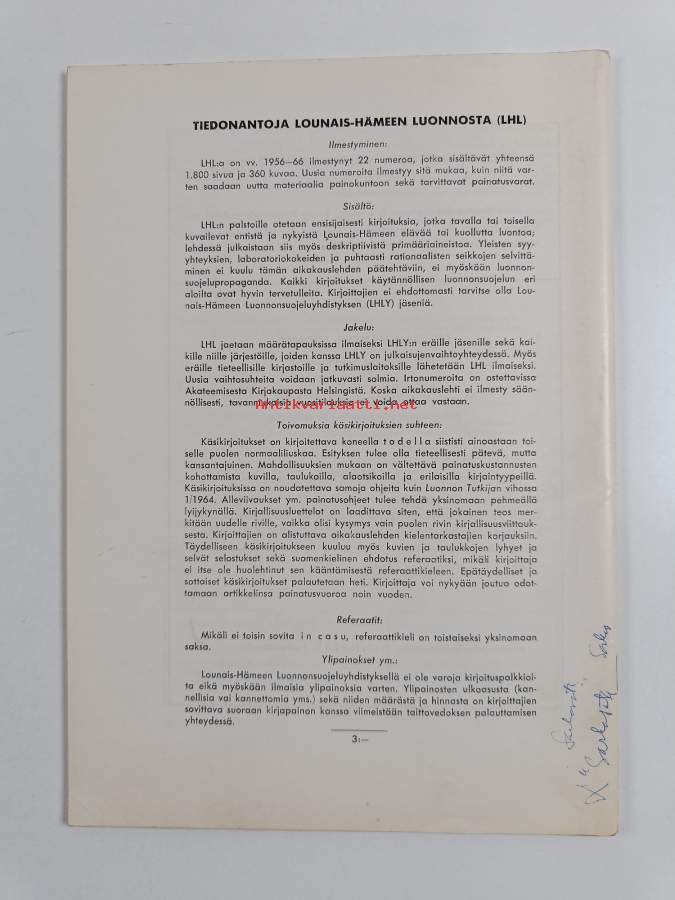 TIEDONANTOJA LOUNAIS-HÄMEEN LUONNOSTA (LHL)
Ilmestyminen:
LHL:a on vv. 1956—66 ilmestynyt 22 numeroa, jotka sisältävät yhteensä
1.800 sivua ja 360 kuvaa. Uusia numeroita ilmestyy sitä mukaa, kuin niitä var-
ten saadaan uutta materiaalia painokuntoon sekä tarvittavat painatusvarat.
Sisältö:
LHL:n palstoille otetaan ensisijaisesti kirjoituksia, jotka tavalla tai toisella
kuvailevat entistä ja nykyistä Lounais-Hämeen elävää tai kuollutta luontoa;
lehdessä julkaistaan siis myös deskriptiivistä primääriaineistoa. Yleisten syy-
yhteyksien, laboratoriokokeiden ja puhtaasti rationaalisten seikkojen selvittä-
minen ei kuulu tämän aikakauslehden päätehtäviin, ei myöskään luonnon-
suojelupropaganda. Kaikki kirjoitukset käytännöllisen luonnonsuojelun eri
aloilta ovat hyvin tervetulleita. Kirjoittajien ei ehdottomasti tarvitse olla Lou-
nais-Hämeen Luonnonsuojeluyhdistyksen (LHLY) jäseniä.
Jakelu:
LHL jaetaan määrätapauksissa ilmaiseksi LHLY:n eräille jäsenille sekä kai-
kille niille järjestöille, joiden kanssa LHLY on julkaisujenvaihtoyhteydessä. Myös
eräille tieteellisille kirjastoille ja tutkimuslaitoksille lähetetään LHL ilmaiseksi.
Uusia vaihtosuhteita voidaan jatkuvasti solmia. Irtonumeroita on ostettavissa
Akateemisesta Kirjakaupasta Helsingistä. Koska aikakauslehti ei ilmesty sään-
nöllisesti, tavanmukaisia vuositilauksia ei voida ottaa vastaan.
Antikvariaatti.net
Toivomuksia käsikirjoituksien suhteen:
Käsikirjoitukset on kirjoitettava koneella todella siististi ainoastaan toi-
selle puolen normaaliliuskaa. Esityksen tulee olla tieteellisesti pätevä, mutta
kansantajuinen. Mahdollisuuksien mukaan on vältettävä painatuskustannusten
kohottamista kuvilla, taulukoilla, alaotsikoilla ja erilaisilla kirjaintyypeillä.
Käsikirjoituksissa on noudatettava samoja ohjeita kuin Luonnon Tutkijan vihossa
1/1964. Alleviivaukset ym. painatusohjeet tulee tehdä yksinomaan pehmeällä
lyijykynällä. Kirjallisuusluettelot on laadittava siten, että jokainen teos mer-
kitään uudelle riville, vaikka olisi kysymys vain puolen rivin kirjallisuusviittauk-
sesta. Kirjoittajien on alistuttava aikakauslehden kielentarkastajien korjauksiin.
Täydelliseen käsikirjoitukseen kuuluu myös kuvien ja taulukkojen lyhyet ja
selvät selostukset sekä suomenkielinen ehdotus referaatiksi, mikäli kirjoittaja
ei itse ole huolehtinut sen kääntämisestä referaattikieleen. Epätäydelliset ja
sottaiset käsikirjoitukset palautetaan heti. Kirjoittaja voi nykyään joutua odot-
tamaan artikkelinsa painatusvuoroa noin vuoden.
Referaatit:
Mikäli ei toisin sovita in casu, referaattikieli on toistaiseksi yksinomaan
saksa.
Ylipainokset ym.:
Lounais-Hämeen Luonnonsuojeluyhdistyksellä ei ole varoja kirjoituspalkkioi-
ta eikä myöskään ilmaisia ylipainoksia varten. Ylipainosten ulkoasusta (kan-
nellisia vai kannettomia yms.) sekä niiden määrästä ja hinnasta on kirjoittajien
sovittava suoraan kirjapainon kanssa viimeistään taittovedoksen palauttamisen
yhteydessä.
3:—